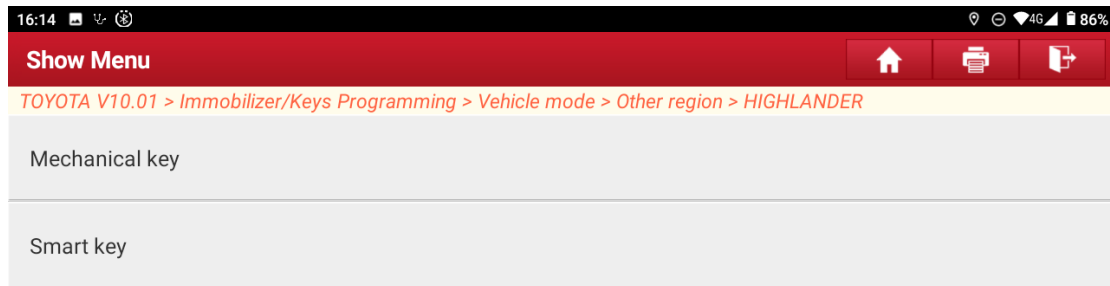 16:14 4G 86%
Show Menu
TOYOTA V10.01 > Immobilizer/Keys Programming > Vehicle mode > Other region > HIGHLANDER
Mechanical key
Smart key